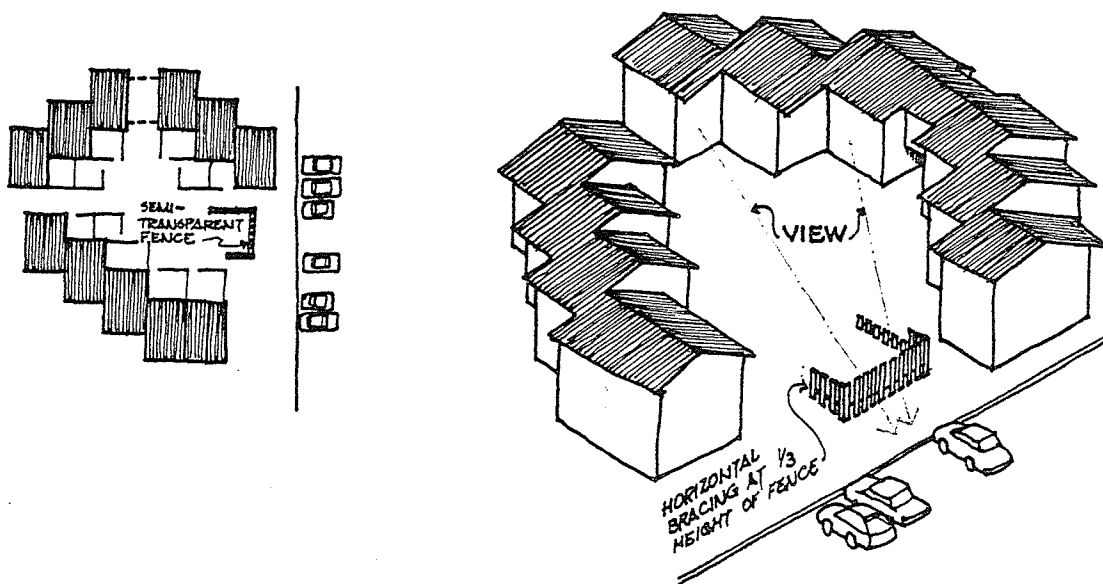 SEMI-
TRANSPARENT
FENCE
VIEW
HORIZONTAL
BRACING AT 1/3
HEIGHT OF FENCE